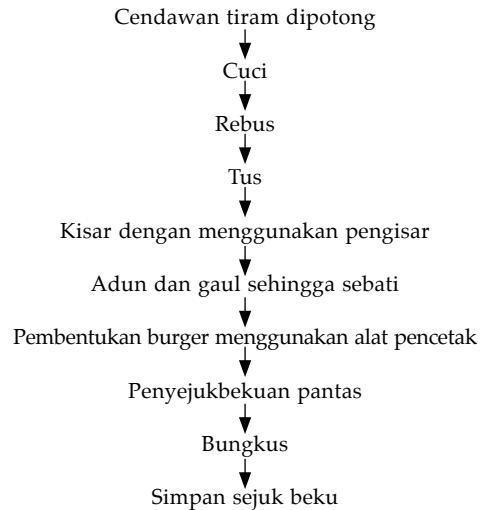 Cendawan tiram dipotong
Cuci
Rebus
Tus
Kisar dengan menggunakan pengisar
Adun dan gaul sehingga sebati
Pembentukan burger menggunakan alat pencetak
Penyejukbekuan pantas
Bungkus
Simpan sejuk beku